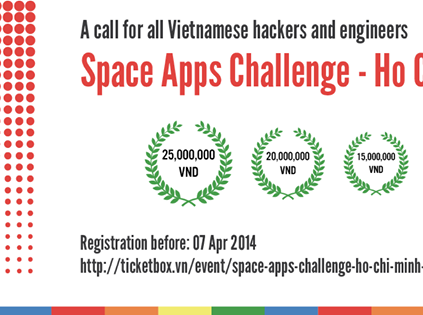 A call for all Vietnamese hackers and engineers
Space Apps Challenge - Ho
25,000,000
VND
20,000,000
VND
15,000,000
VND
Registration before: 07 Apr 2014
http://ticketbox.vn/event/space-apps-challenge-ho-chi-minh-